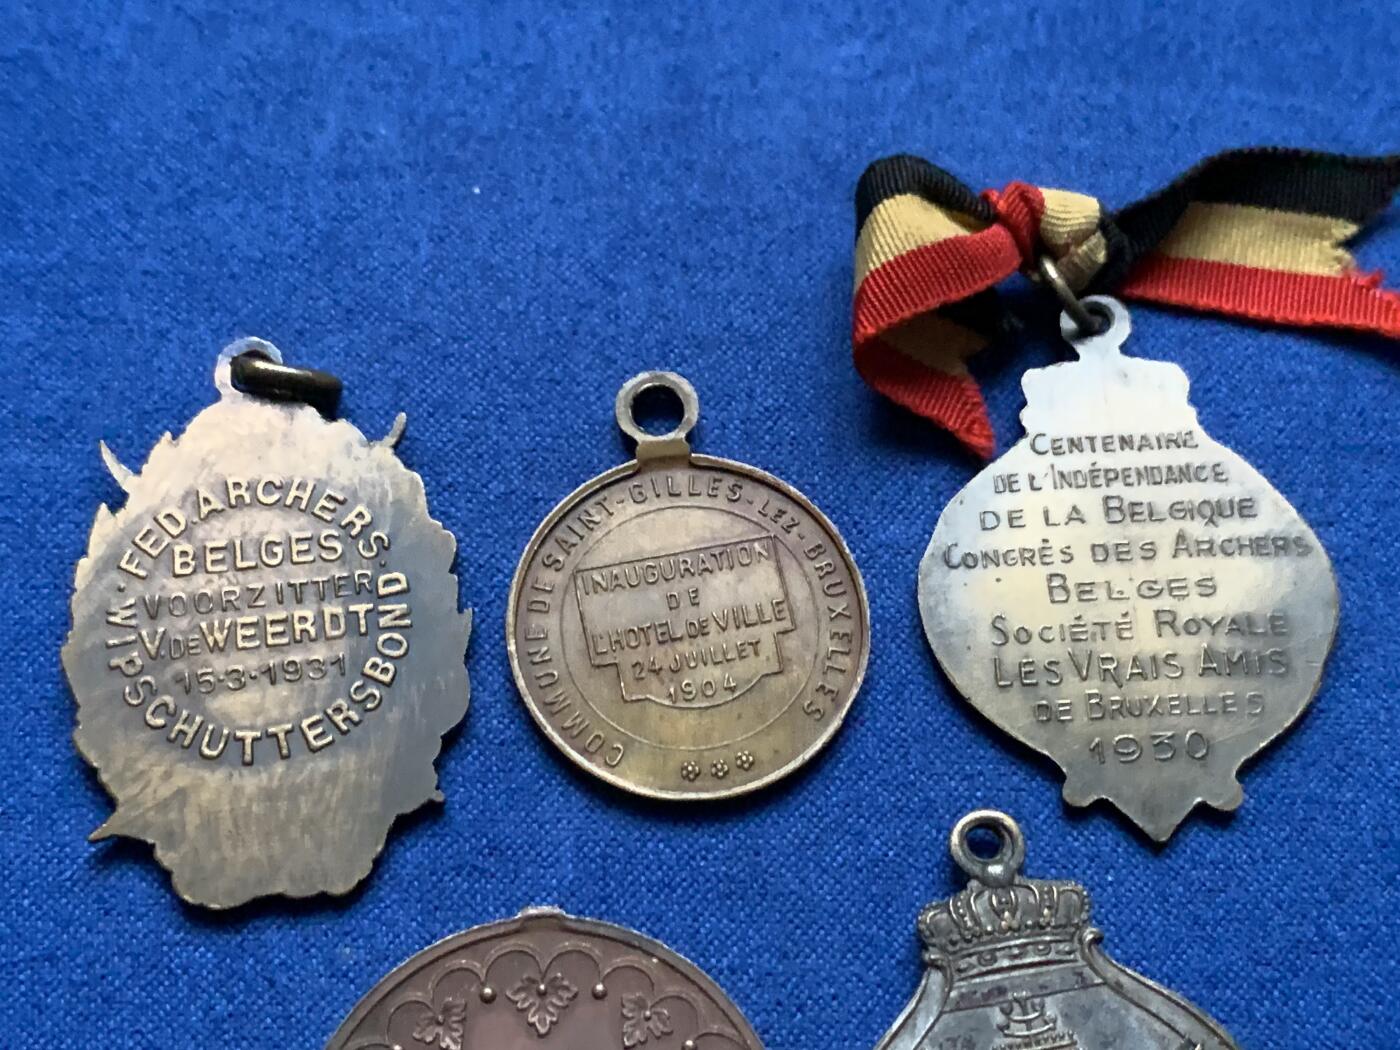 ·FED.ARCHERS.
BELGES
VOORZITTER
V.DE WEERDT
15·3·1931
WIPSCHUTTERSBOND
COMMUNE DE SAINT-GILLES-LEZ-BRUXELLES
INAUGURATION
DE
L'HOTEL DE VILLE
24 JUILLET
1904
CENTENAIRE
DE L'INDÉPENDANCE
DE LA BELGIQUE
CONGRÈS DES ARCHERS
BELGES
SOCIÉTÉ ROYALE
LES VRAIS AMIS
DE BRUXELLES
1930